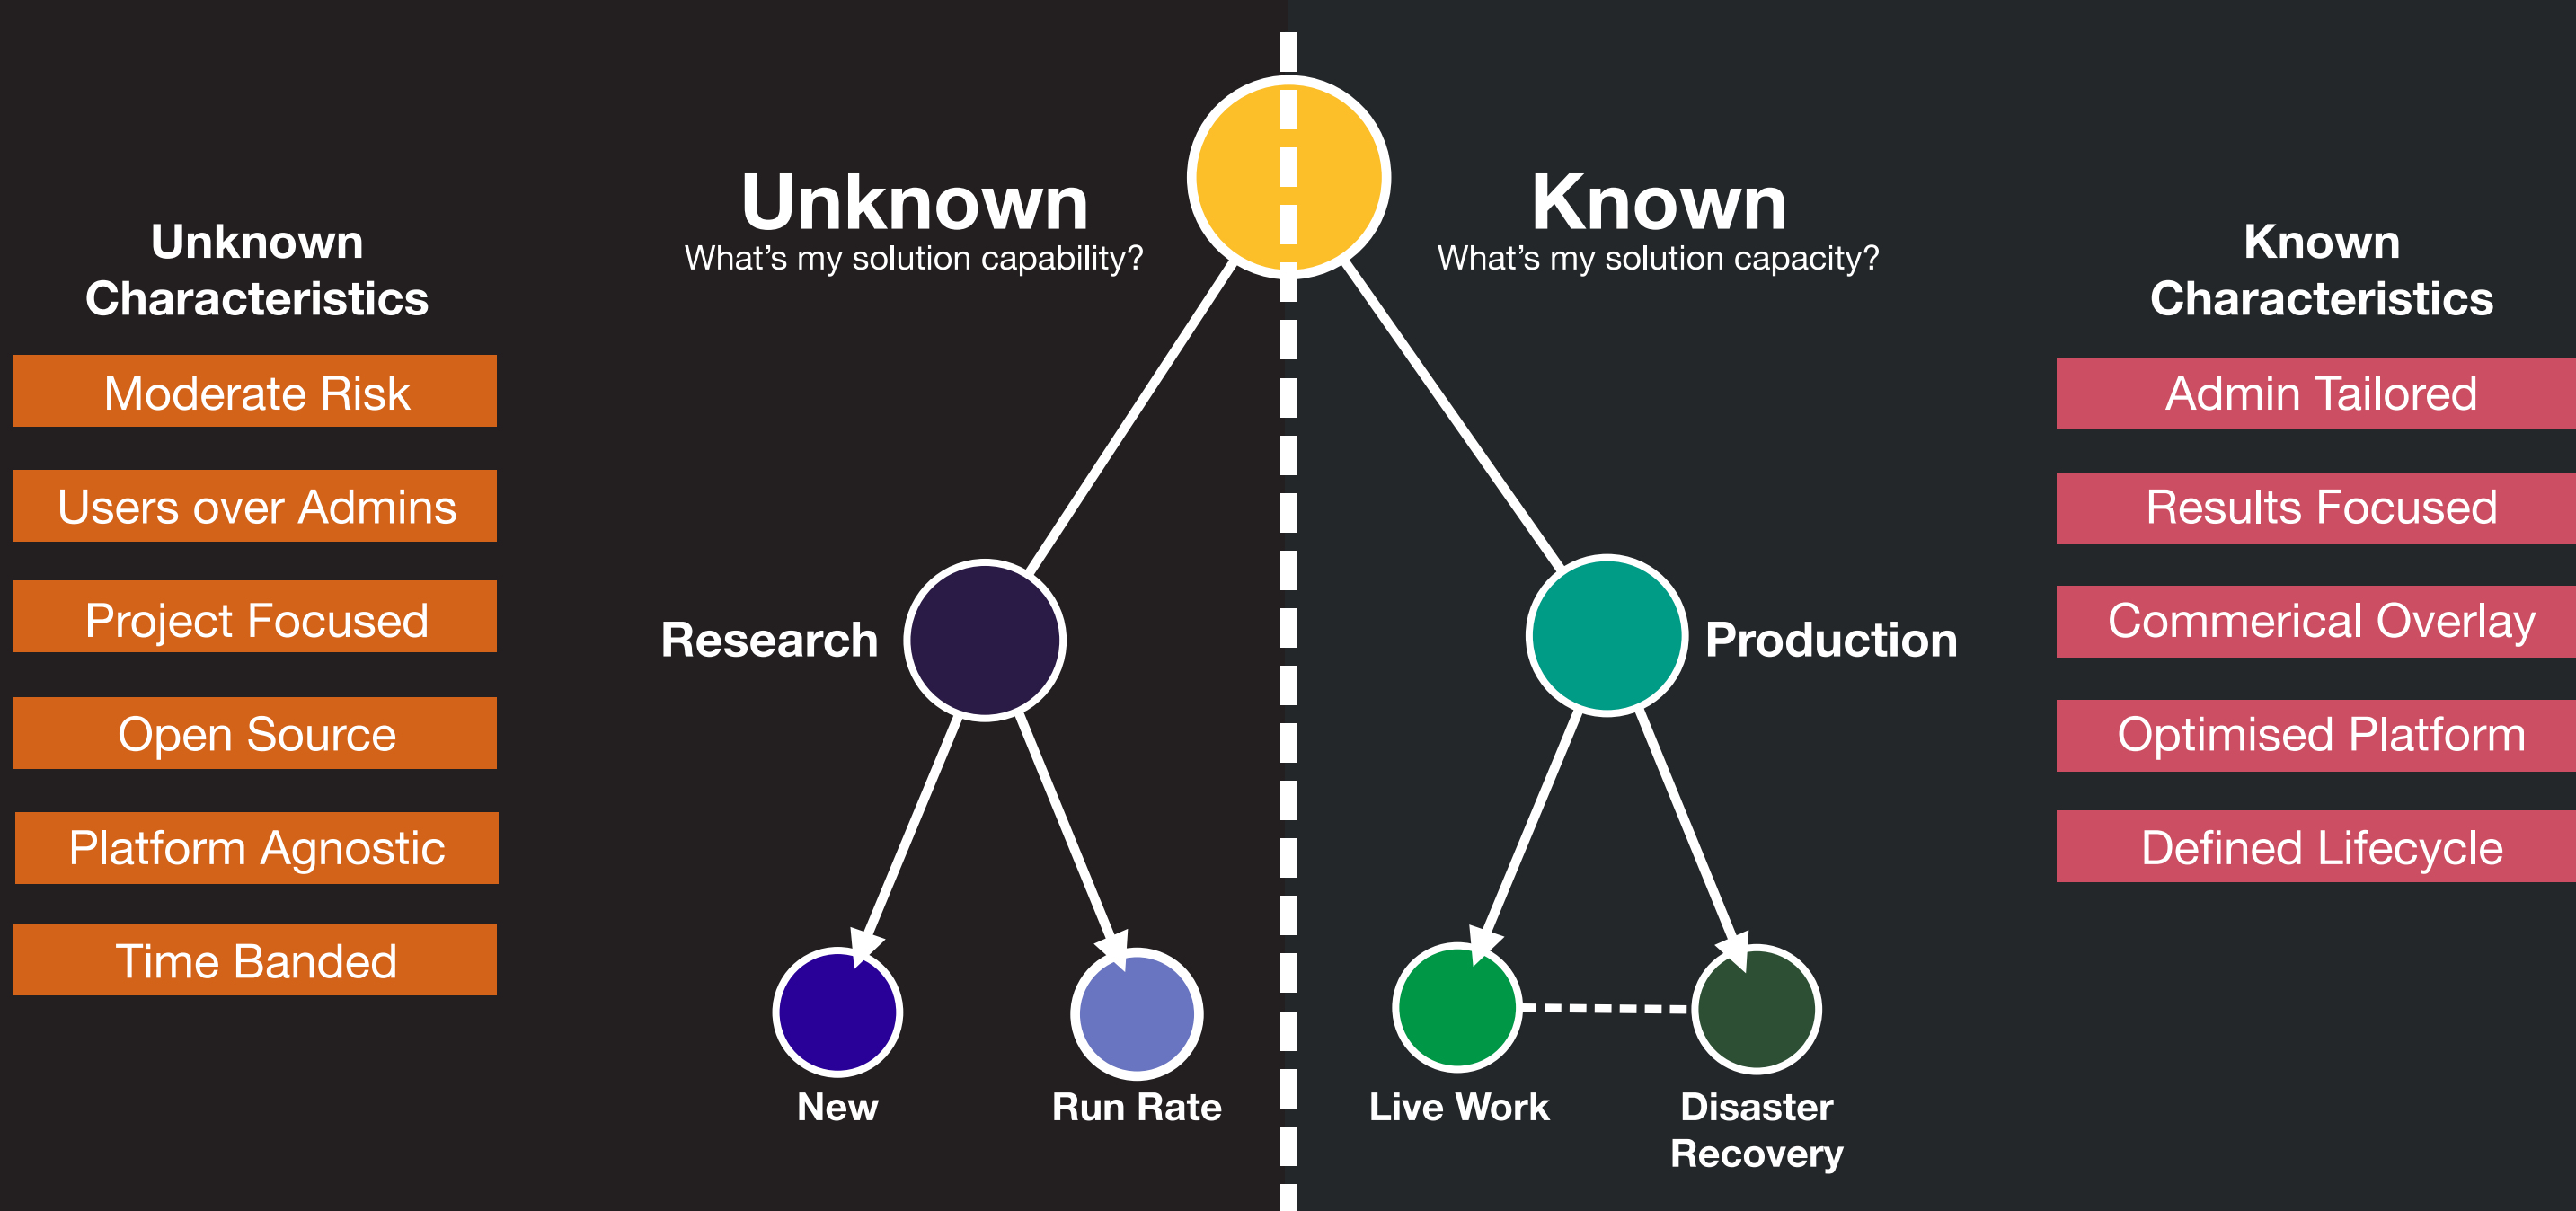 Unknown
Characteristics
Moderate Risk
Users over Admins
Project Focused
Open Source
Platform Agnostic
Time Banded
Unknown
What's my solution capability?
Research
New
Run Rate
Known
What's my solution capacity?
Production
Live Work
Disaster
Recovery
Known
Characteristics
Admin Tailored
Results Focused
Commerical Overlay
Optimised Platform
Defined Lifecycle